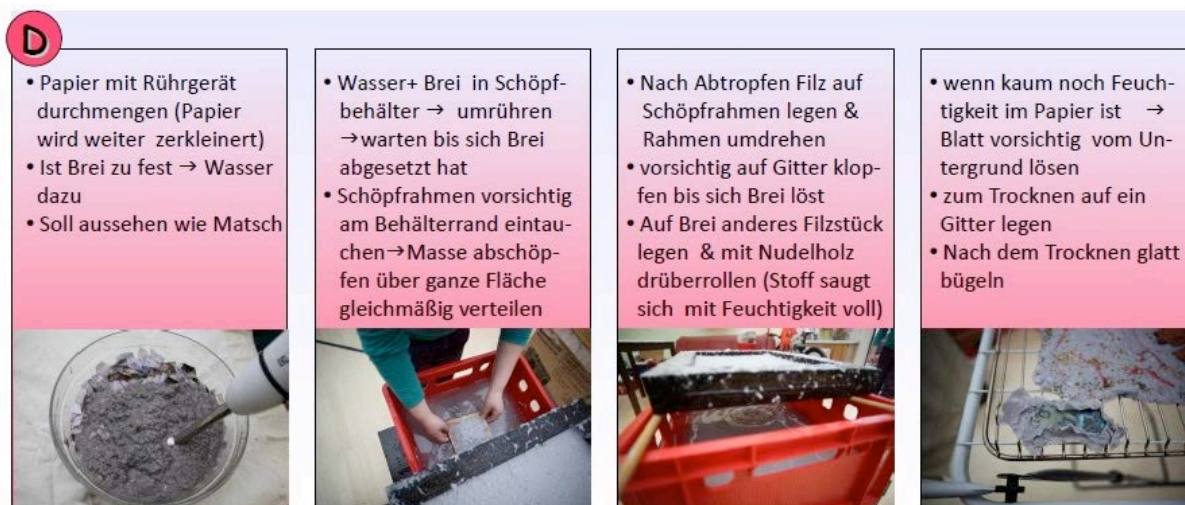 D
• Papier mit Rührgerät
durchmengen (Papier
wird weiter zerkleinert)
• Ist Brei zu fest → Wasser
dazu
• Soll aussehen wie Matsch
• Wasser+ Brei in Schöpf-
behälter → umrühren
→warten bis sich Brei
abgesetzt hat
• Schöpfrahmen vorsichtig
am Behälterrand eintau-
chen→Masse abschöp-
fen über ganze Fläche
gleichmäßig verteilen
• Nach Abtropfen Filz auf
Schöpfrahmen legen &
Rahmen umdrehen
• vorsichtig auf Gitter klop-
fen bis sich Brei löst
• Auf Brei anderes Filzstück
legen & mit Nudelholz
drüberrollen (Stoff saugt
sich mit Feuchtigkeit voll)
• wenn kaum noch Feuch-
tigkeit im Papier ist →
Blatt vorsichtig vom Un-
tergrund lösen
• zum Trocknen auf ein
Gitter legen
• Nach dem Trocknen glatt
bügeln